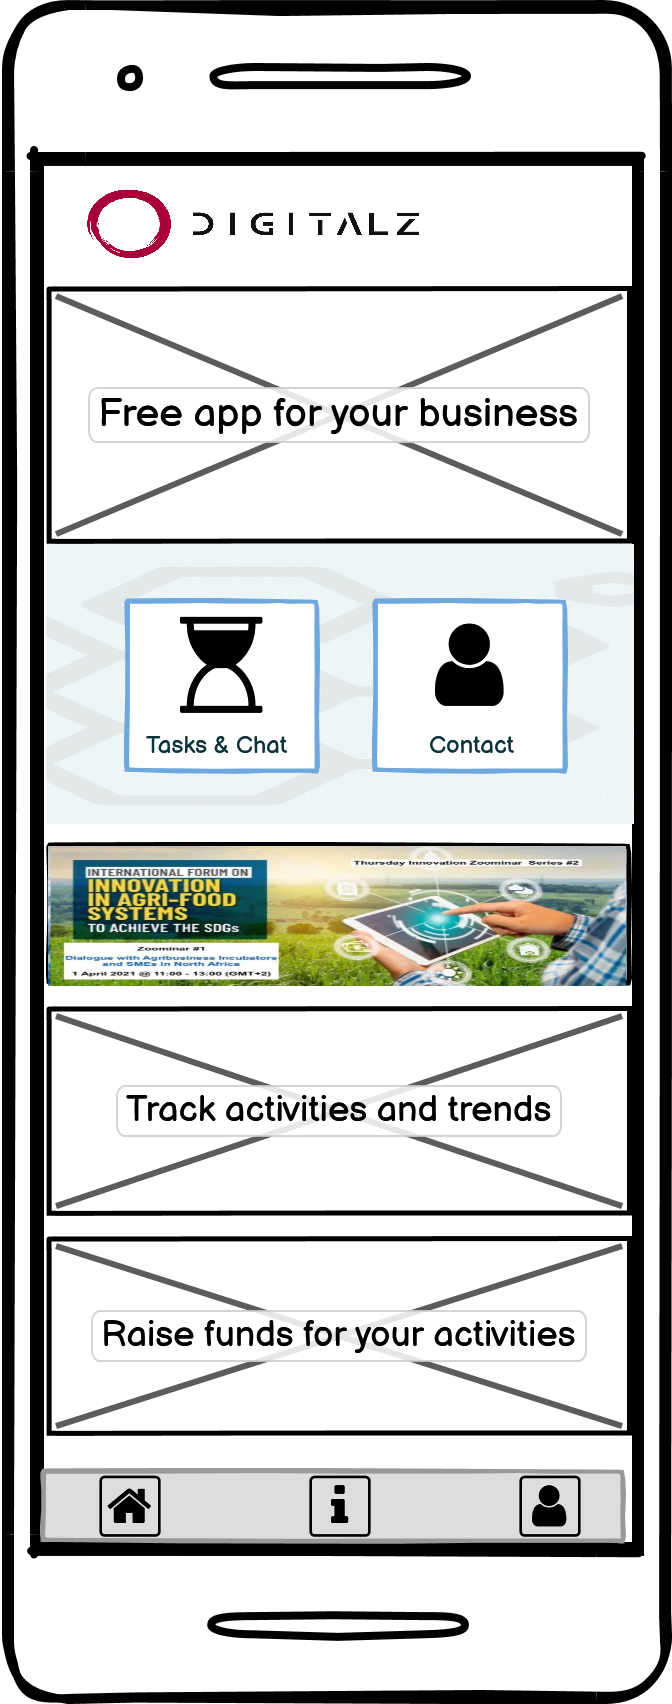 DIGITALZ
Free app for your business
Tasks & Chat
Contact
Thursday Innovation Zoominar Series #2
INTERNATIONAL FORUM ON
INNOVATION
IN AGRI-FOOD
SYSTEMS
TO ACHIEVE THE SDGs
Zoominar #1
Dialogue with Agribusiness Incubators
and SMEs in North Africa
1 April 2021 @ 11:00 - 13:00 (GMT+2)
Track activities and trends
Raise funds for your activities